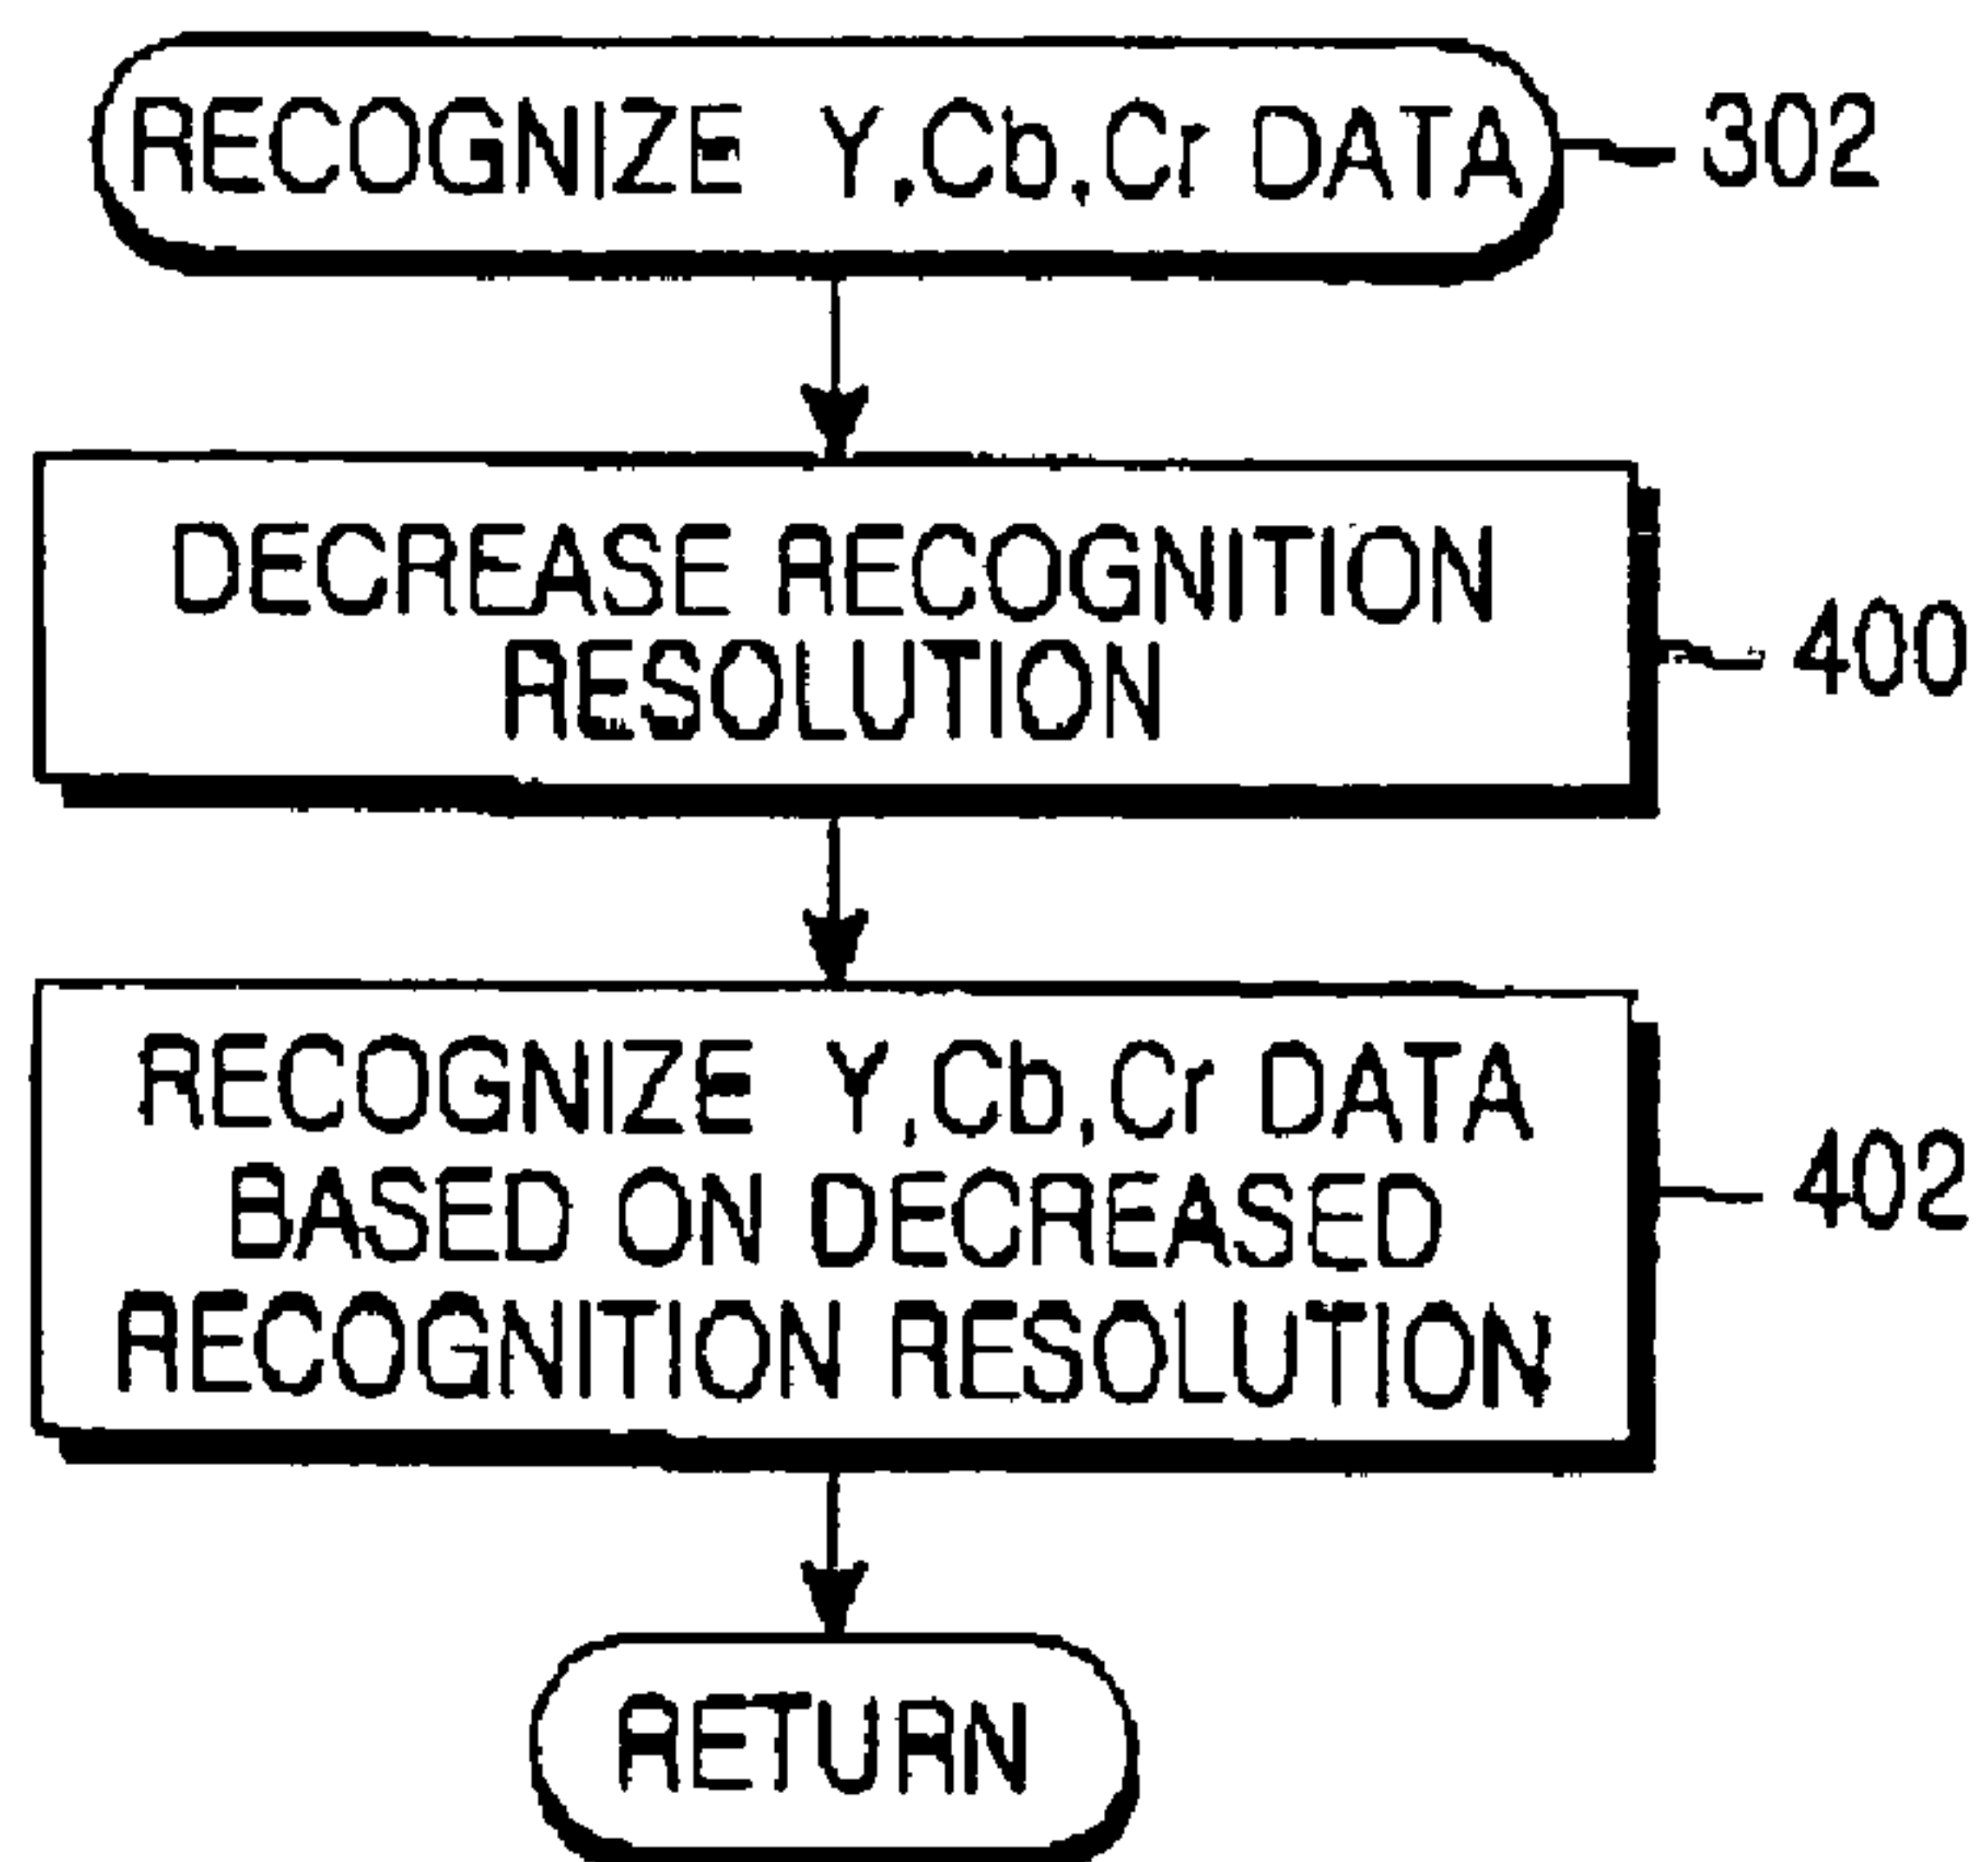 RECOGNIZE Y,Cb,Cr DATA
302
DECREASE RECOGNITION
RESOLUTION
400
RECOGNIZE Y,Cb,Cr DATA
BASED ON DECREASED
RECOGNITION RESOLUTION
402
RETURN